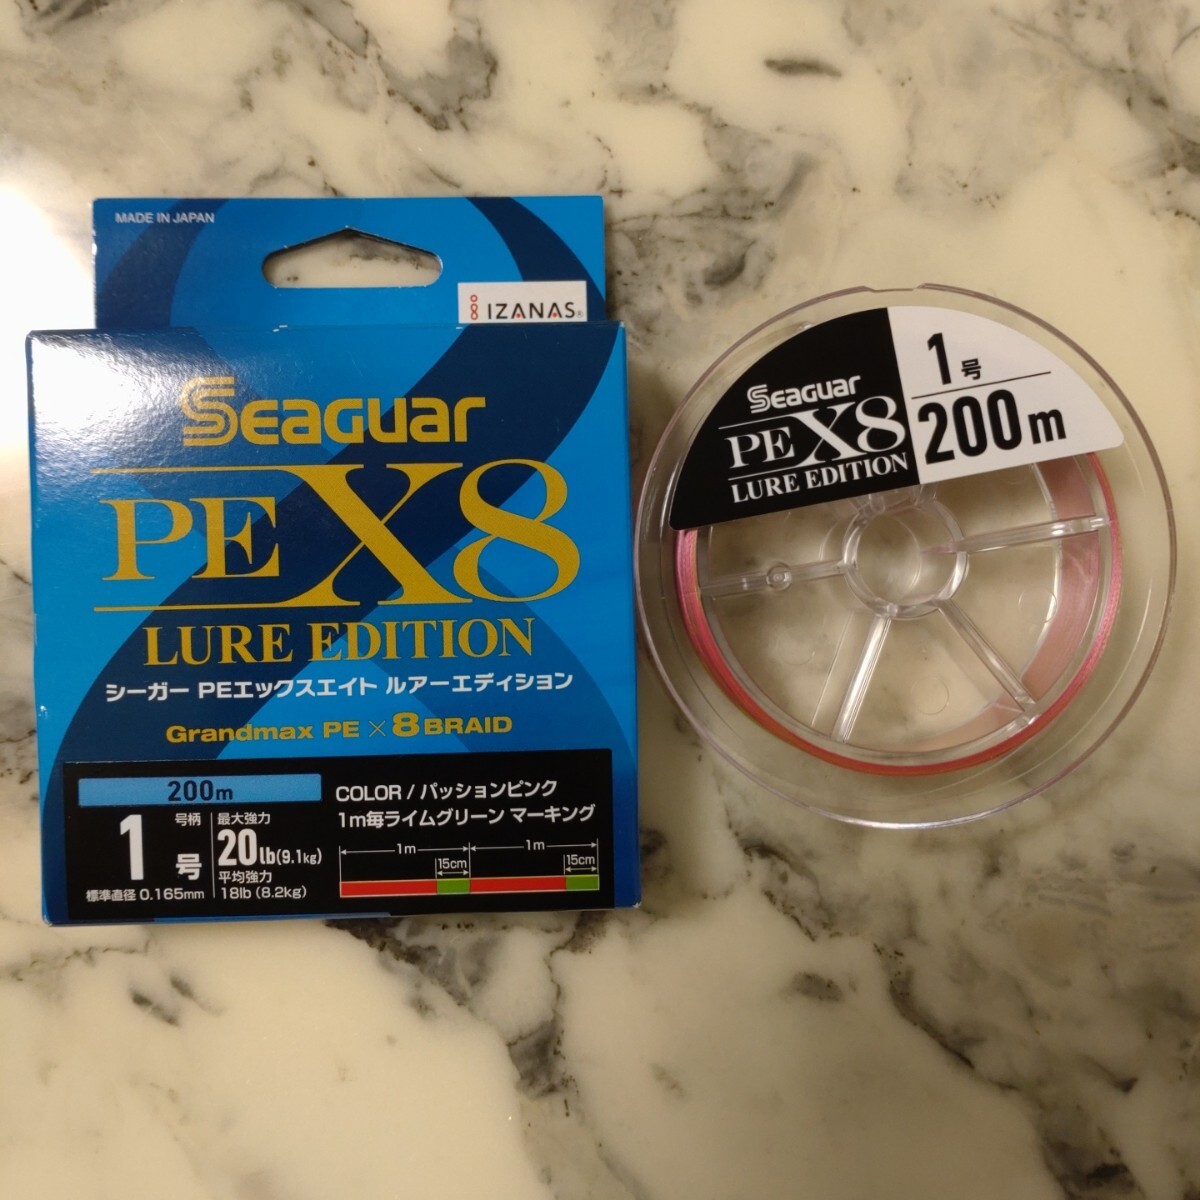 MADE IN JAPAN
IZANAS®
Seaguar
PE X8
LURE EDITION
シーガー PEエックスエイト ルアーエディション
Grandmax PE × 8 BRAID
200m
1号
号柄
標準直径 0.165mm
最大強力
20lb(9.1kg)
平均強力
18lb (8.2kg)
COLOR / パッションピンク
1m毎ライムグリーン マーキング
1m 1m
15cm 15cm
Seaguar
PE X8
LURE EDITION
1号
200m